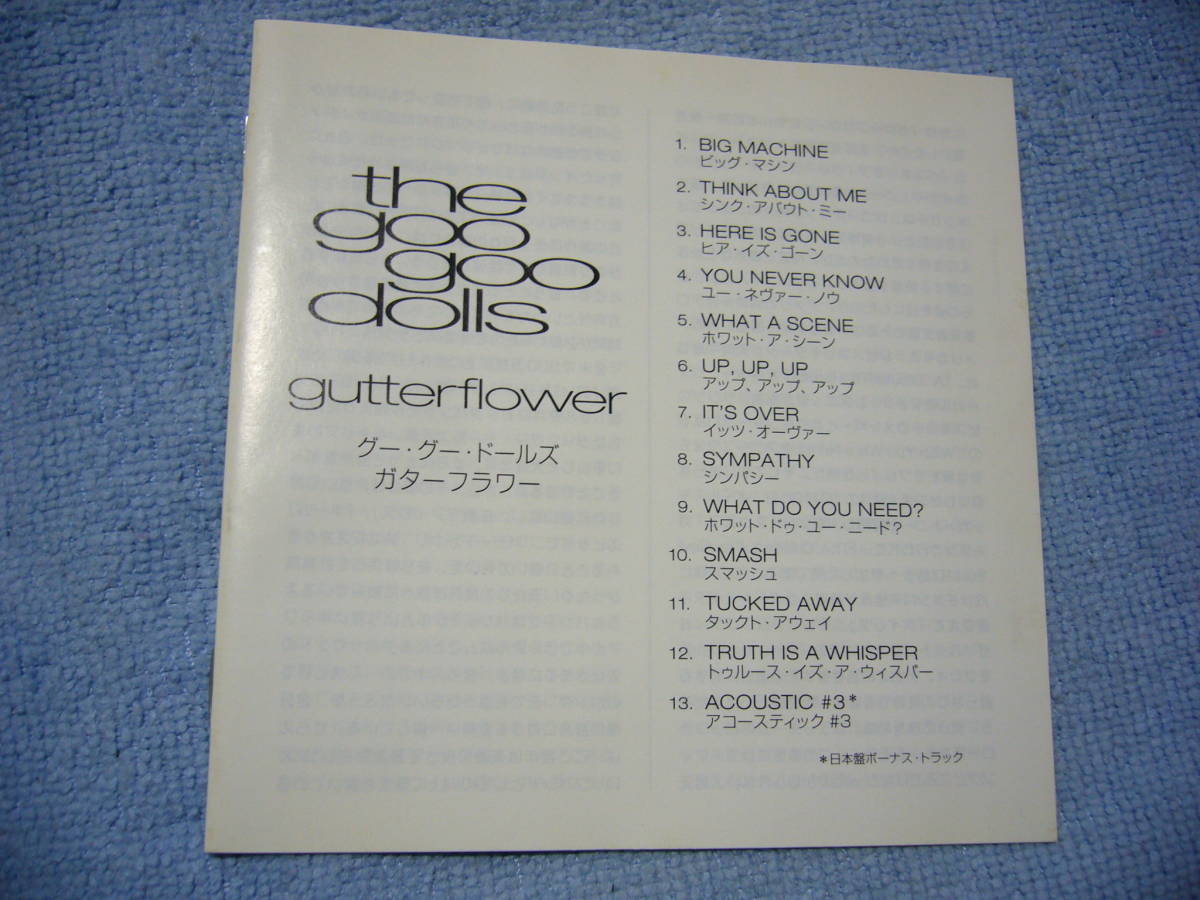 the
goo
goo
dolls
gutterflower
グー・グー・ドールズ
ガターフラワー
1. BIG MACHINE
ビッグ・マシン
2. THINK ABOUT ME
シンク・アバウト・ミー
3. HERE IS GONE
ヒア・イズ・ゴーン
4. YOU NEVER KNOW
ユー・ネヴァー・ノウ
5. WHAT A SCENE
ホワット・ア・シーン
6. UP, UP, UP
アップ、アップ、アップ
7. IT'S OVER
イッツ・オーヴァー
8. SYMPATHY
シンパシー
9. WHAT DO YOU NEED?
ホワット・ドゥ・ユー・ニード?
10. SMASH
スマッシュ
11. TUCKED AWAY
タックト・アウェイ
12. TRUTH IS A WHISPER
トゥルース・イズ・ア・ウィスパー
13. ACOUSTIC #3*
アコースティック #3
*日本盤ボーナス・トラック